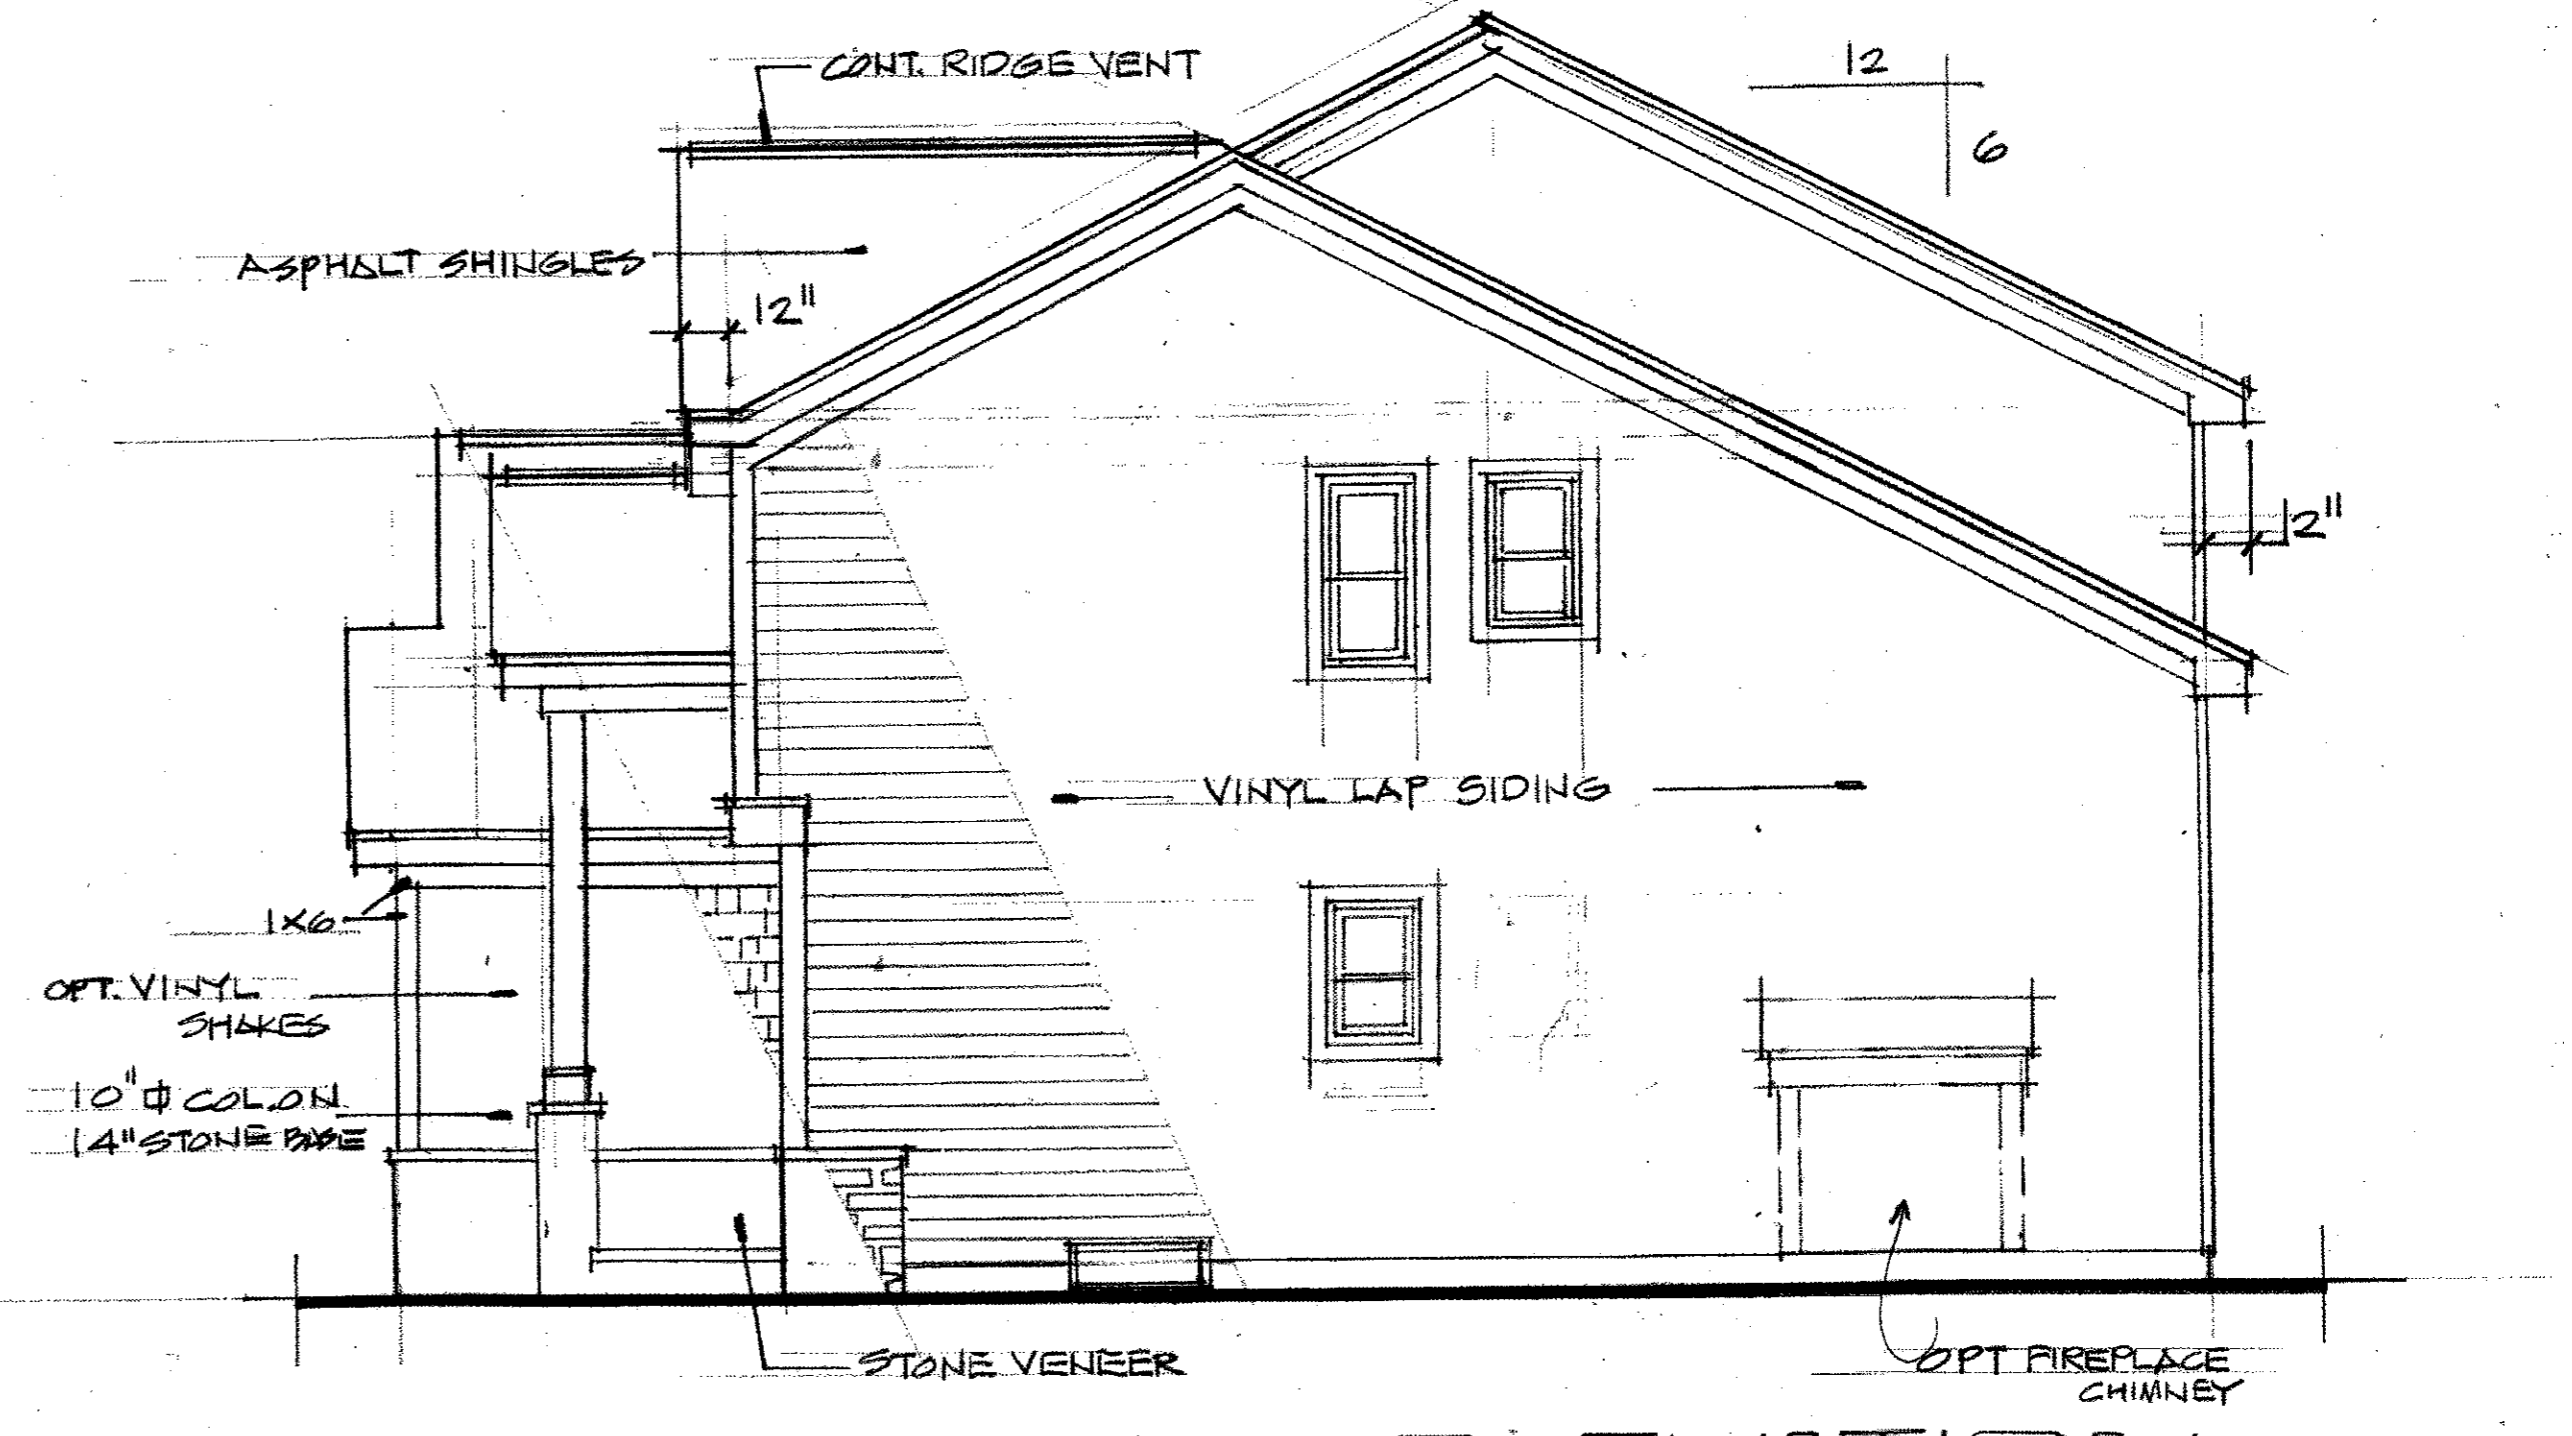 CONT. RIDGE VENT
12
6
ASPHALT SHINGLES
12"
12"
VINYL LAP SIDING
1X6
OPT. VINYL
SHAKES
10" ⏀ COL. ON
14" STONE BASE
STONE VENEER
OPT FIREPLACE
CHIMNEY